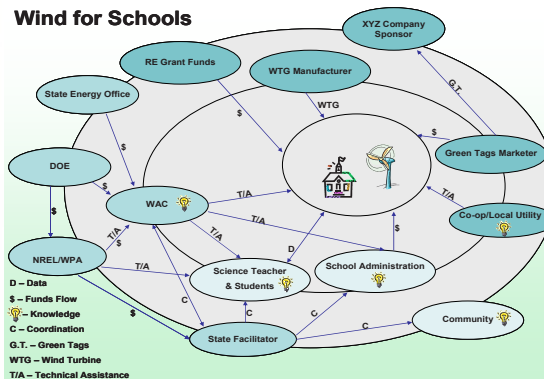 Wind for Schools
XYZ Company
Sponsor
RE Grant Funds
WTG Manufacturer
State Energy Office
G.T.
WTG
$
$
$
Green Tags Marketer
DOE
$
T/A
T/A
WAC
T/A
Co-op/Local Utility
$
T/A
$
T/A
$
NREL/WPA
D
T/A
Science Teacher
& Students
School Administration
D – Data
$ – Funds Flow
– Knowledge
C – Coordination
G.T. – Green Tags
WTG – Wind Turbine
T/A – Technical Assistance
$
C
C
C
C
State Facilitator
Community